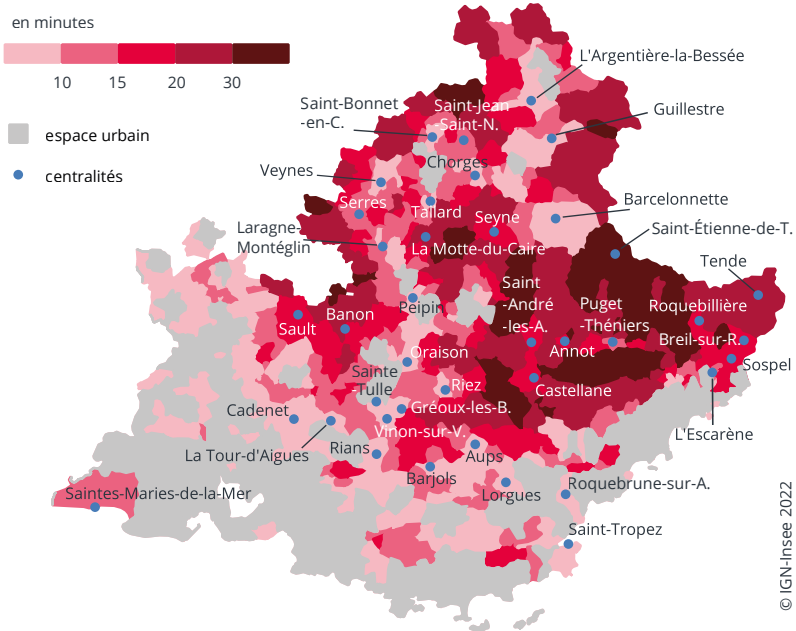 en minutes
10 15 20 30
espace urbain
centralités
L'Argentière-la-Bessée
Saint-Bonnet
-en-C.
Saint-Jean
-Saint-N.
Guillestre
Chorges
Veynes
Serres
Tallard
Seyne
Barcelonnette
Laragne-
Montéglin
La Motte-du-Caire
Saint-Étienne-de-T.
Tende
Saint
-André
-les-A.
Puget
-Théniers
Roquebillière
Peipin
Banon
Sault
Annot
Breil-sur-R.
Oraison
Sospel
Sainte
-Tulle
Riez
Castellane
Cadenet
Gréoux-les-B.
Vinon-sur-V.
L'Escarène
La Tour-d'Aigues
Rians
Aups
Barjols
Saintes-Maries-de-la-Mer
Lorgues
Roquebrune-sur-A.
Saint-Tropez
© IGN-Insee 2022